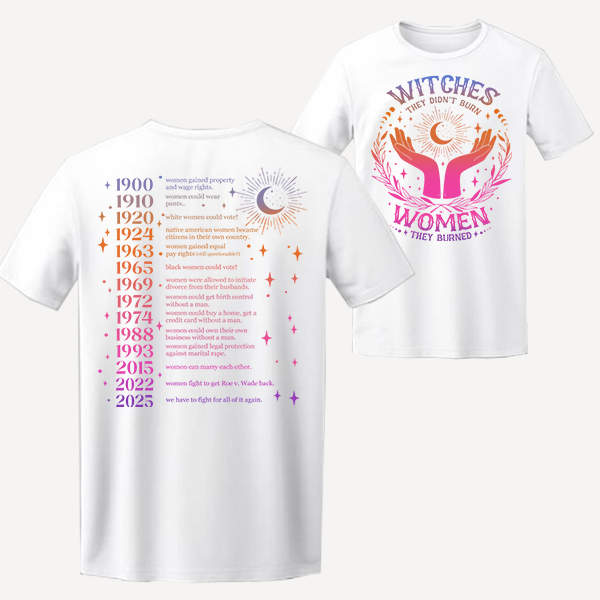 1900 women gained property
and wage rights.
1910 women could wear
pants..
1920 white women could vote!
1924 native american women became
citizens in their own country.
1963 women gained equal
pay rights (still questionable!)
1965 black women could vote!
1969 women were allowed to initiate
divorce from their husbands.
1972 women could get birth control
without a man.
1974 women could buy a home, get a
credit card without a man.
1988 women could own their own
business without a man.
1993 women gained legal protection
against marital rape.
2015 women can marry each other.
2022 women fight to get Roe v. Wade back.
2025 we have to fight for all of it again.
WITCHES
THEY DIDN'T BURN
WOMEN
THEY BURNED